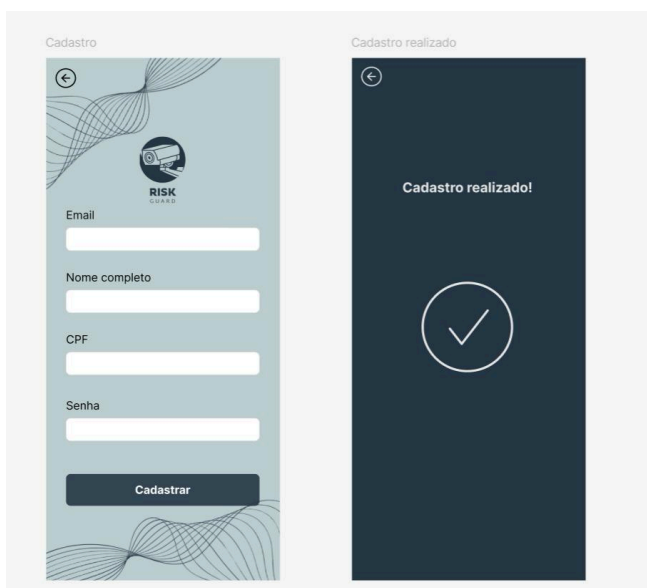 Cadastro
RISK
GUARD
Email
Nome completo
CPF
Senha
Cadastrar
Cadastro realizado
Cadastro realizado!